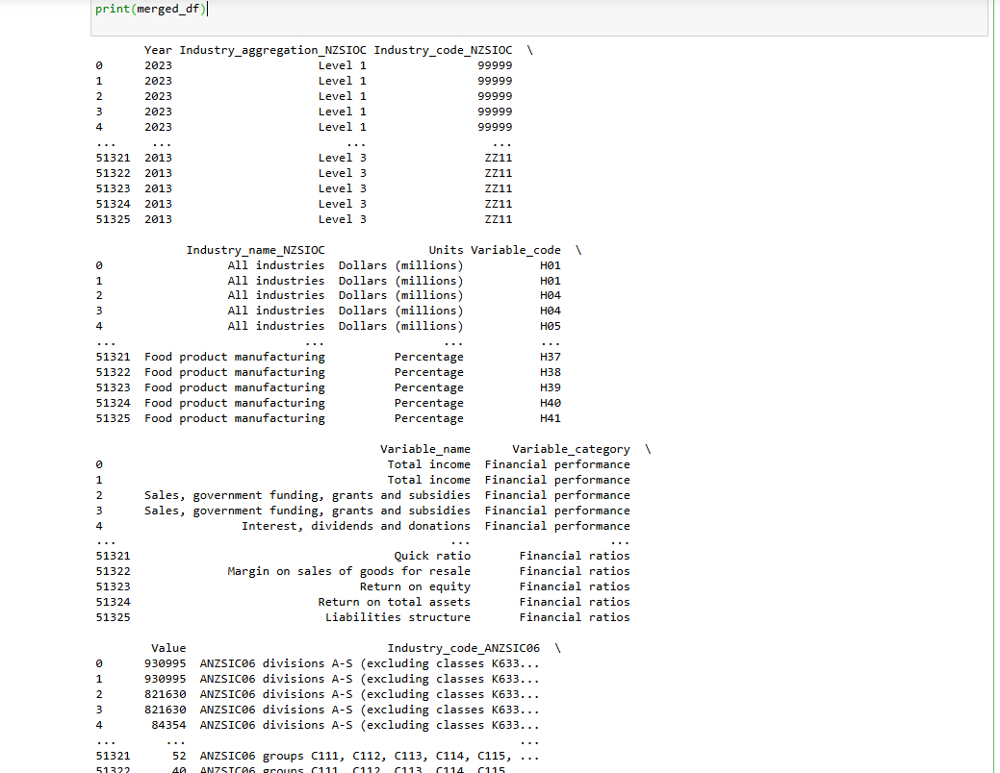 print(merged_df)
Year Industry_aggregation_NZSIOC Industry_code_NZSIOC \
0 2023 Level 1 99999
1 2023 Level 1 99999
2 2023 Level 1 99999
3 2023 Level 1 99999
4 2023 Level 1 99999
... ... ... ...
51321 2013 Level 3 ZZ11
51322 2013 Level 3 ZZ11
51323 2013 Level 3 ZZ11
51324 2013 Level 3 ZZ11
51325 2013 Level 3 ZZ11
Industry_name_NZSIOC Units Variable_code \
0 All industries Dollars (millions) H01
1 All industries Dollars (millions) H01
2 All industries Dollars (millions) H04
3 All industries Dollars (millions) H04
4 All industries Dollars (millions) H05
... ... ... ...
51321 Food product manufacturing Percentage H37
51322 Food product manufacturing Percentage H38
51323 Food product manufacturing Percentage H39
51324 Food product manufacturing Percentage H40
51325 Food product manufacturing Percentage H41
Variable_name Variable_category \
0 Total income Financial performance
1 Total income Financial performance
2 Sales, government funding, grants and subsidies Financial performance
3 Sales, government funding, grants and subsidies Financial performance
4 Interest, dividends and donations Financial performance
... ... ...
51321 Quick ratio Financial ratios
51322 Margin on sales of goods for resale Financial ratios
51323 Return on equity Financial ratios
51324 Return on total assets Financial ratios
51325 Liabilities structure Financial ratios
Value Industry_code_ANZSIC06 \
0 930995 ANZSIC06 divisions A-S (excluding classes K633...
1 930995 ANZSIC06 divisions A-S (excluding classes K633...
2 821630 ANZSIC06 divisions A-S (excluding classes K633...
3 821630 ANZSIC06 divisions A-S (excluding classes K633...
4 84354 ANZSIC06 divisions A-S (excluding classes K633...
... ... ...
51321 52 ANZSIC06 groups C111, C112, C113, C114, C115, ...
51322 40 ANZSIC06 groups C111, C112, C113, C114, C115